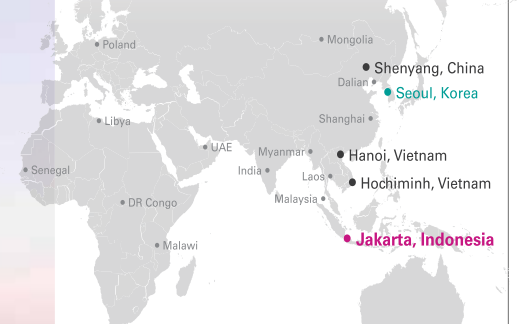 Poland
Mongolia
Shenyang, China
Dalian
Seoul, Korea
Libya
Shanghai
UAE
Myanmar
Hanoi, Vietnam
Senegal
India
Laos
Hochiminh, Vietnam
DR Congo
Malaysia
Malawi
Jakarta, Indonesia